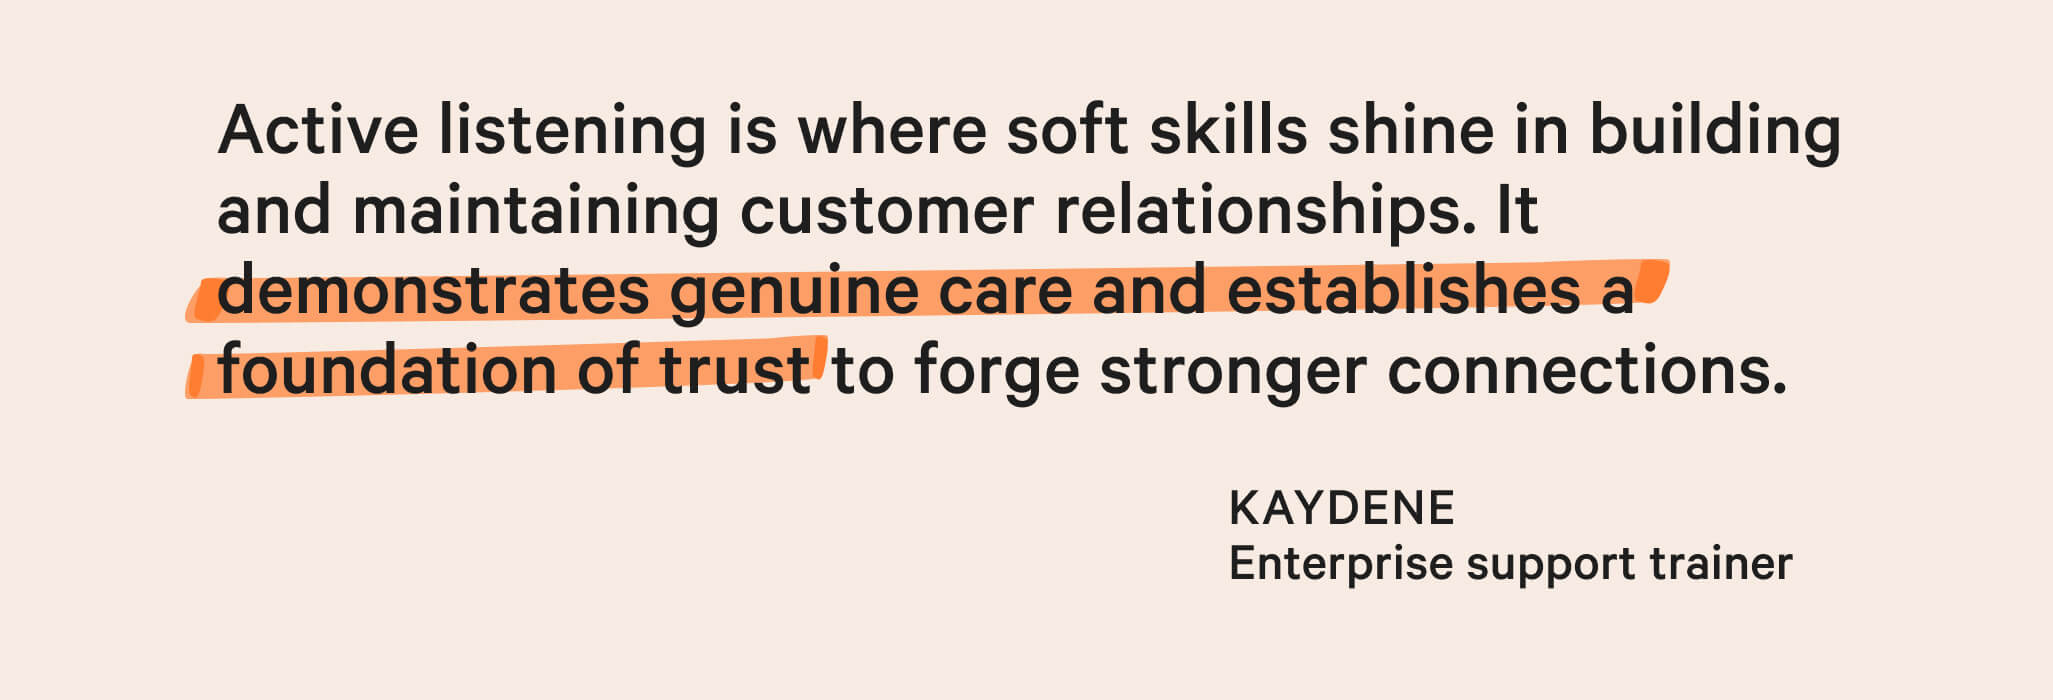 Active listening is where soft skills shine in building
and maintaining customer relationships. It
demonstrates genuine care and establishes a
foundation of trust to forge stronger connections.
KAYDENE
Enterprise support trainer